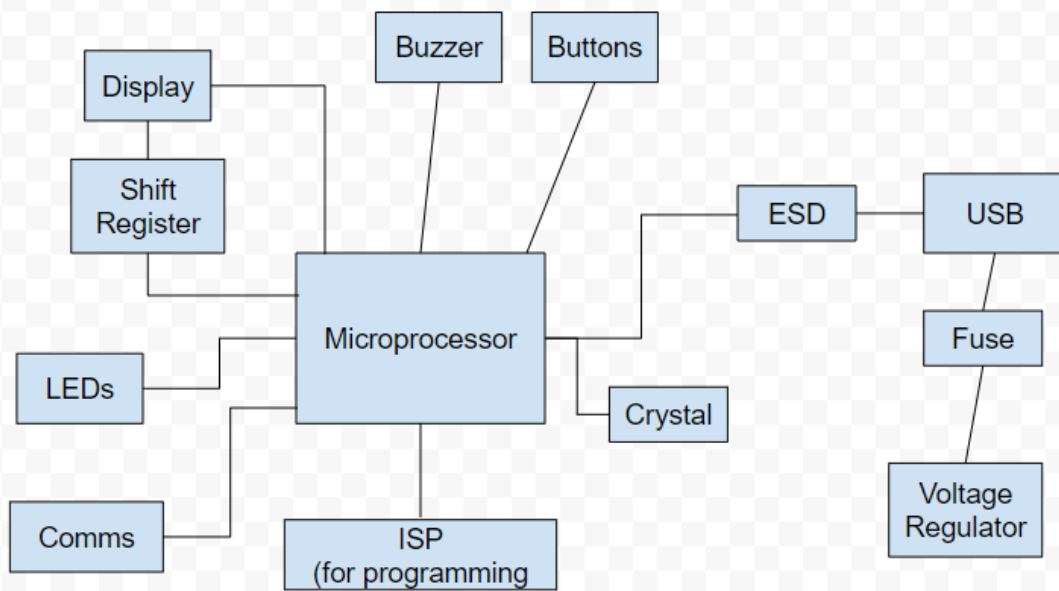 Buzzer
Buttons
Display
Shift
Register
ESD
USB
Microprocessor
Fuse
LEDs
Crystal
Voltage
Regulator
Comms
ISP
(for programming